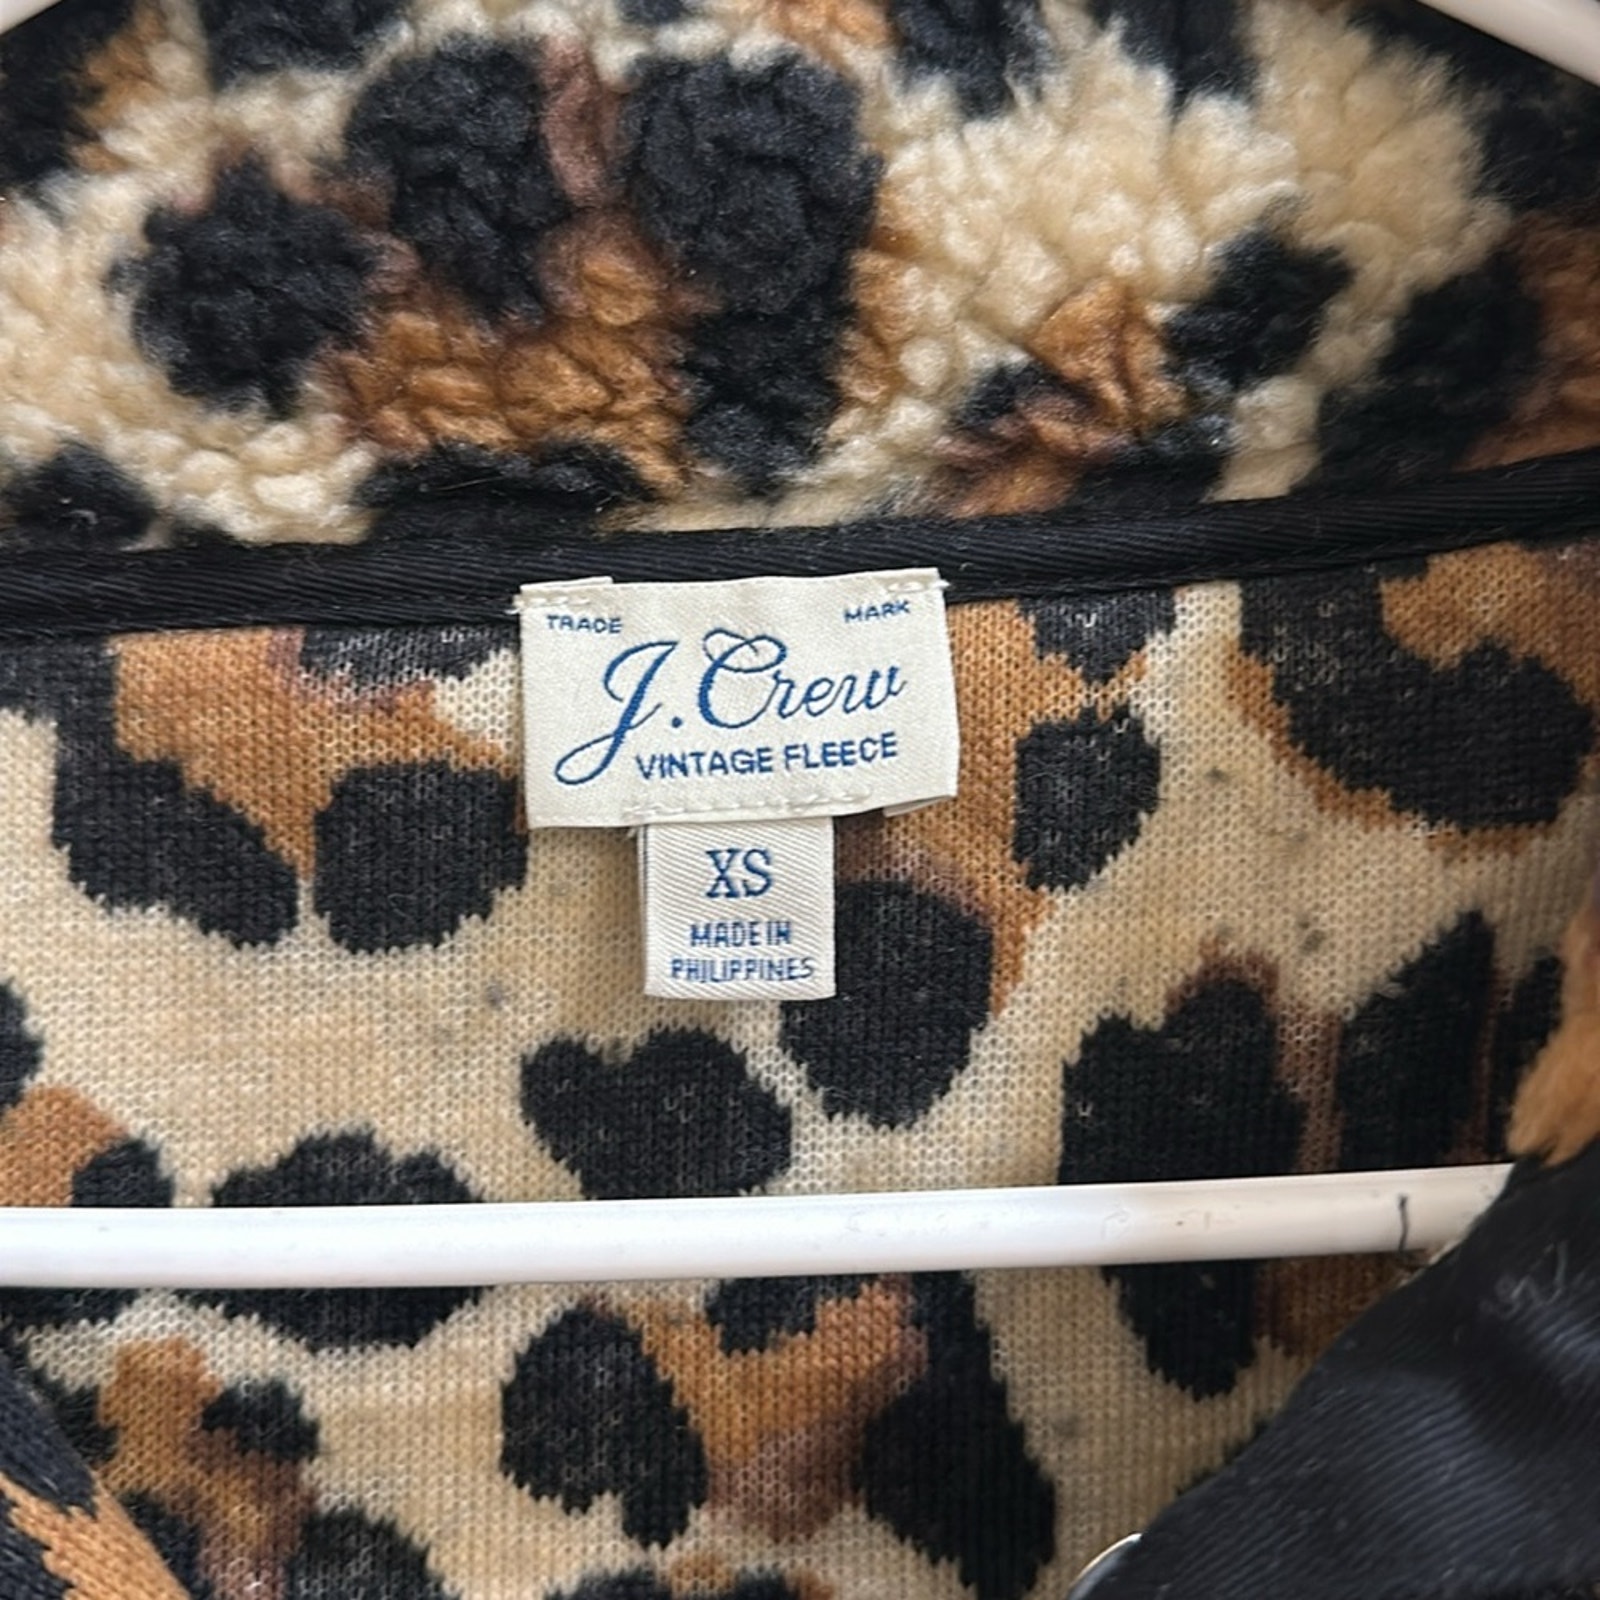 TRADE MARK
J.Crew
VINTAGE FLEECE
XS
MADE IN
PHILIPPINES